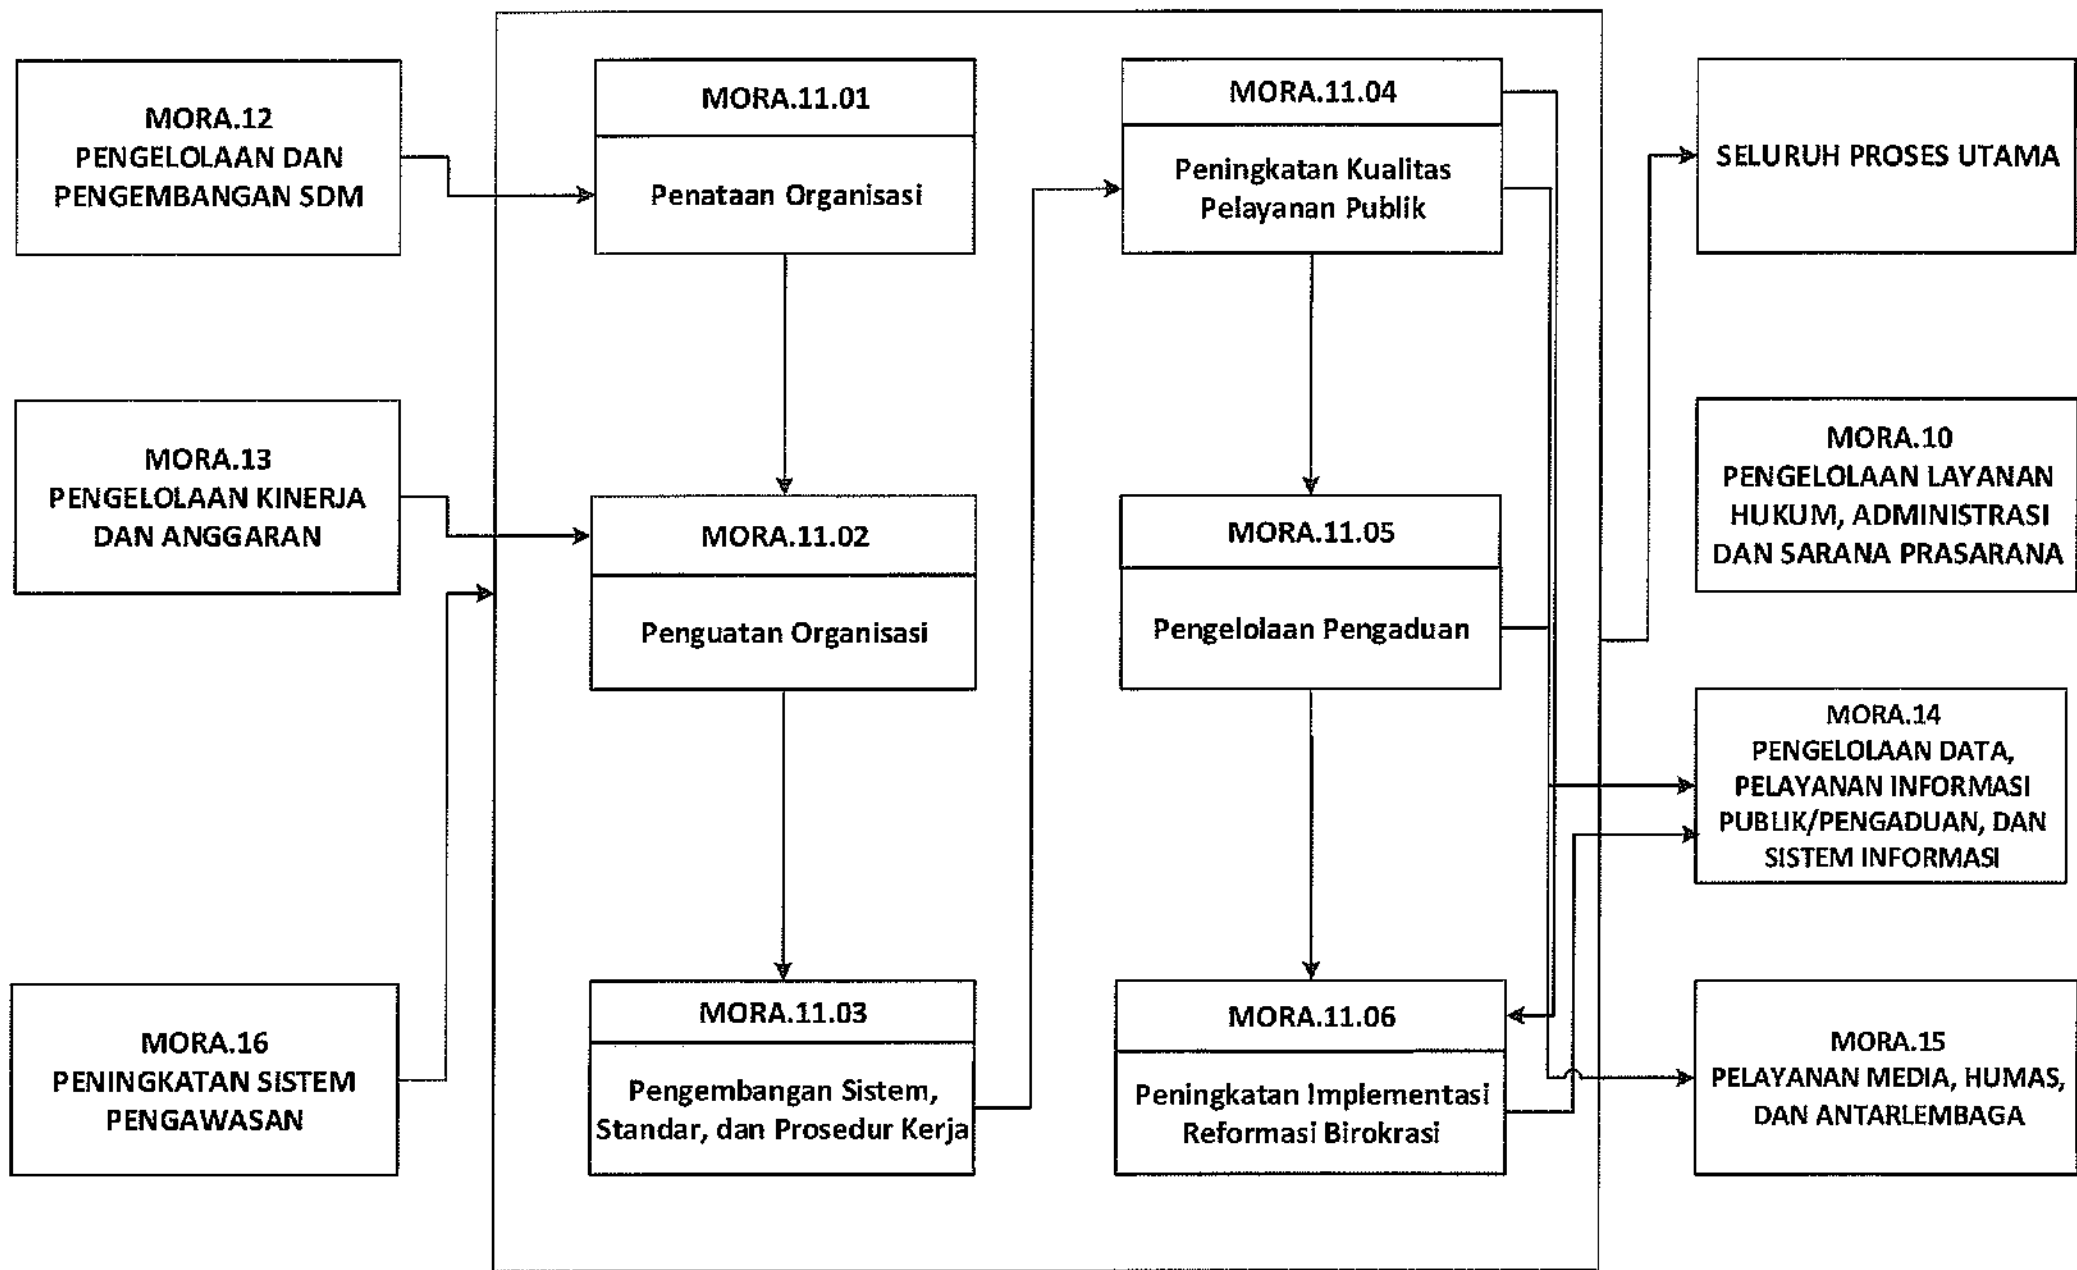 MORA.12
PENGELOLAAN DAN
PENGEMBANGAN SDM
MORA.13
PENGELOLAAN KINERJA
DAN ANGGARAN
MORA.16
PENINGKATAN SISTEM
PENGAWASAN
MORA.11.01
Penataan Organisasi
MORA.11.02
Penguatan Organisasi
MORA.11.03
Pengembangan Sistem,
Standar, dan Prosedur Kerja
MORA.11.04
Peningkatan Kualitas
Pelayanan Publik
MORA.11.05
Pengelolaan Pengaduan
MORA.11.06
Peningkatan Implementasi
Reformasi Birokrasi
SELURUH PROSES UTAMA
MORA.10
PENGELOLAAN LAYANAN
HUKUM, ADMINISTRASI
DAN SARANA PRASARANA
MORA.14
PENGELOLAAN DATA,
PELAYANAN INFORMASI
PUBLIK/PENGADUAN, DAN
SISTEM INFORMASI
MORA.15
PELAYANAN MEDIA, HUMAS,
DAN ANTARLEMBAGA